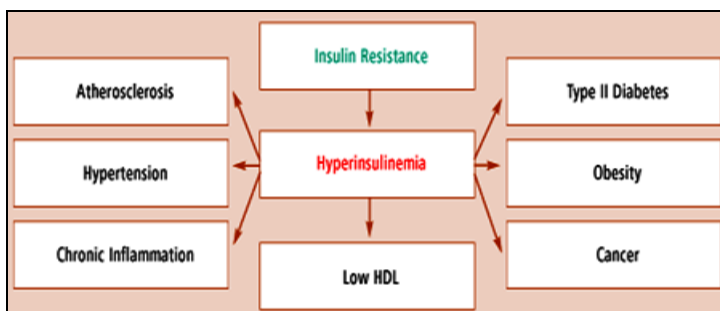 Insulin Resistance
Atherosclerosis
Type II Diabetes
Hypertension
Hyperinsulinemia
Obesity
Chronic Inflammation
Low HDL
Cancer